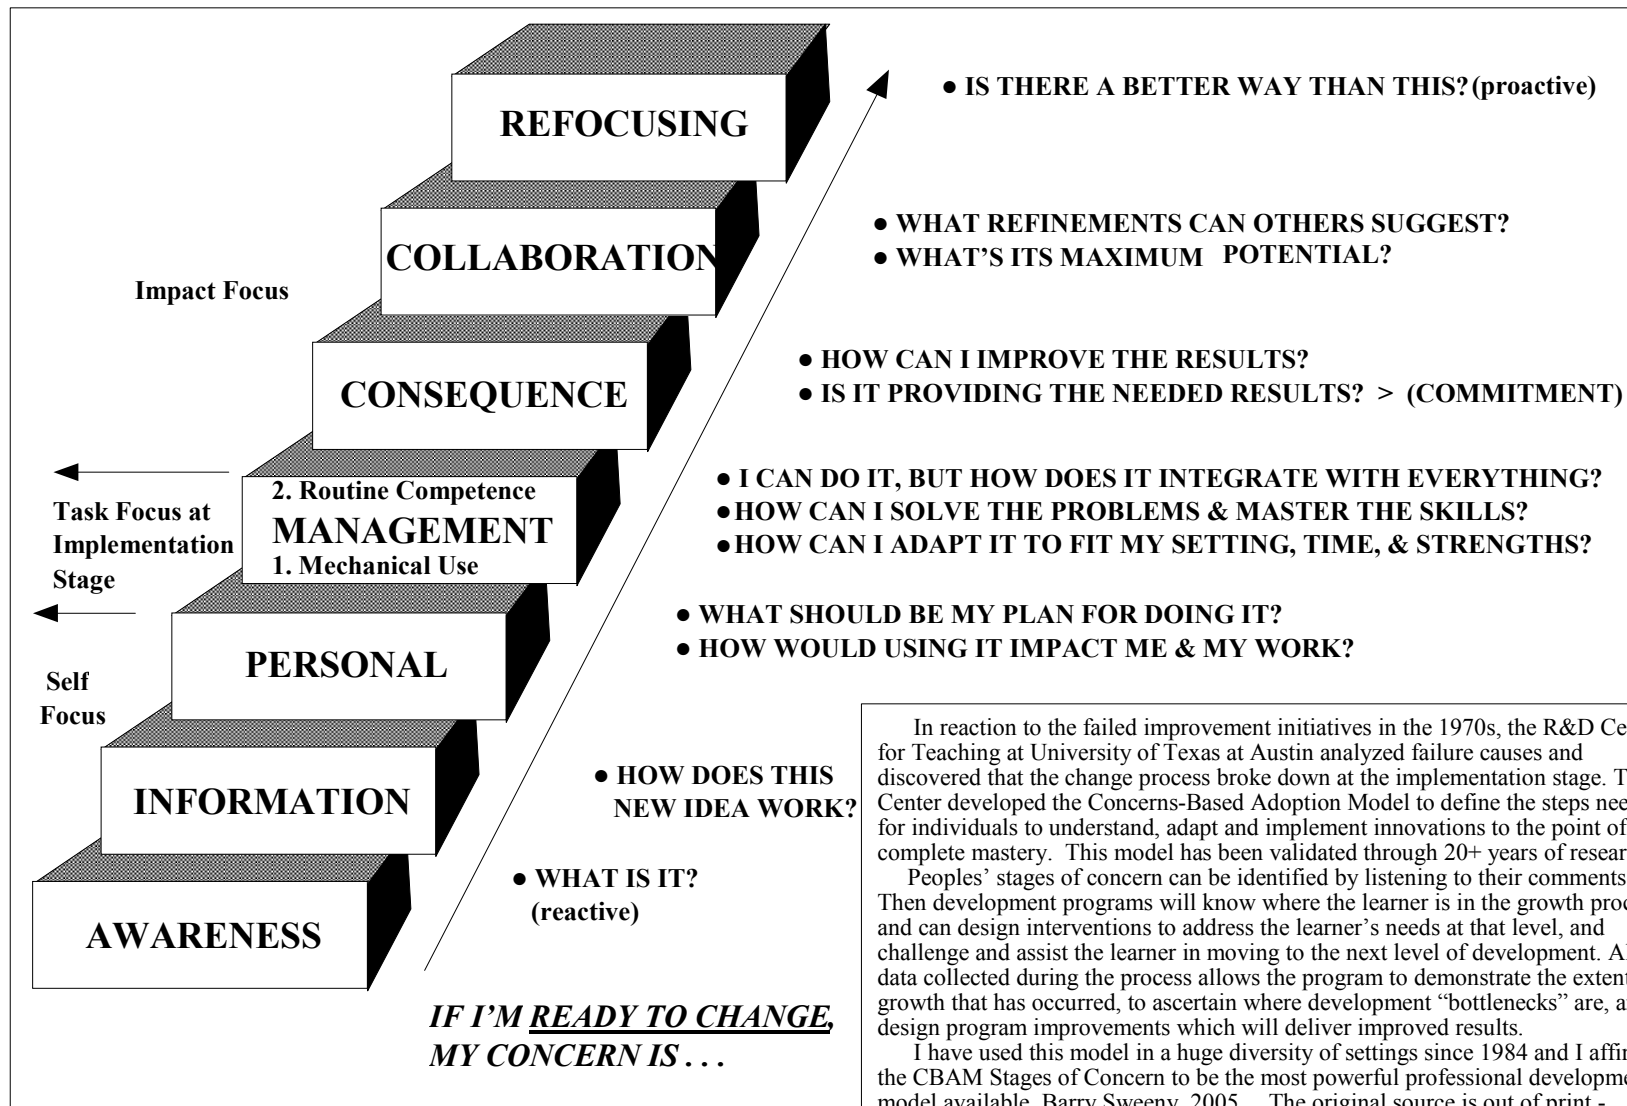 REFOCUSING
● IS THERE A BETTER WAY THAN THIS? (proactive)
COLLABORATION
● WHAT REFINEMENTS CAN OTHERS SUGGEST?
● WHAT'S ITS MAXIMUM POTENTIAL?
Impact Focus
CONSEQUENCE
● HOW CAN I IMPROVE THE RESULTS?
● IS IT PROVIDING THE NEEDED RESULTS? > (COMMITMENT)
Task Focus at
Implementation
Stage
2. Routine Competence
MANAGEMENT
1. Mechanical Use
● I CAN DO IT, BUT HOW DOES IT INTEGRATE WITH EVERYTHING?
● HOW CAN I SOLVE THE PROBLEMS & MASTER THE SKILLS?
● HOW CAN I ADAPT IT TO FIT MY SETTING, TIME, & STRENGTHS?
PERSONAL
● WHAT SHOULD BE MY PLAN FOR DOING IT?
● HOW WOULD USING IT IMPACT ME & MY WORK?
Self
Focus
INFORMATION
● HOW DOES THIS
NEW IDEA WORK?
AWARENESS
● WHAT IS IT?
(reactive)
IF I'M READY TO CHANGE,
MY CONCERN IS . . .
In reaction to the failed improvement initiatives in the 1970s, the R&D
for Teaching at University of Texas at Austin analyzed failure causes and
discovered that the change process broke down at the implementation stage.
Center developed the Concerns-Based Adoption Model to define the steps
for individuals to understand, adapt and implement innovations to the point of
complete mastery. This model has been validated through 20+ years of
Peoples' stages of concern can be identified by listening to their comments
Then development programs will know where the learner is in the growth
and can design interventions to address the learner's needs at that level, and
challenge and assist the learner in moving to the next level of development.
data collected during the process allows the program to demonstrate the extent
growth that has occurred, to ascertain where development "bottlenecks" are,
design program improvements which will deliver improved results.
I have used this model in a huge diversity of settings since 1984 and I
the CBAM Stages of Concern to be the most powerful professional
model available. Barry Sweeny, 2005 The original source is out of print -